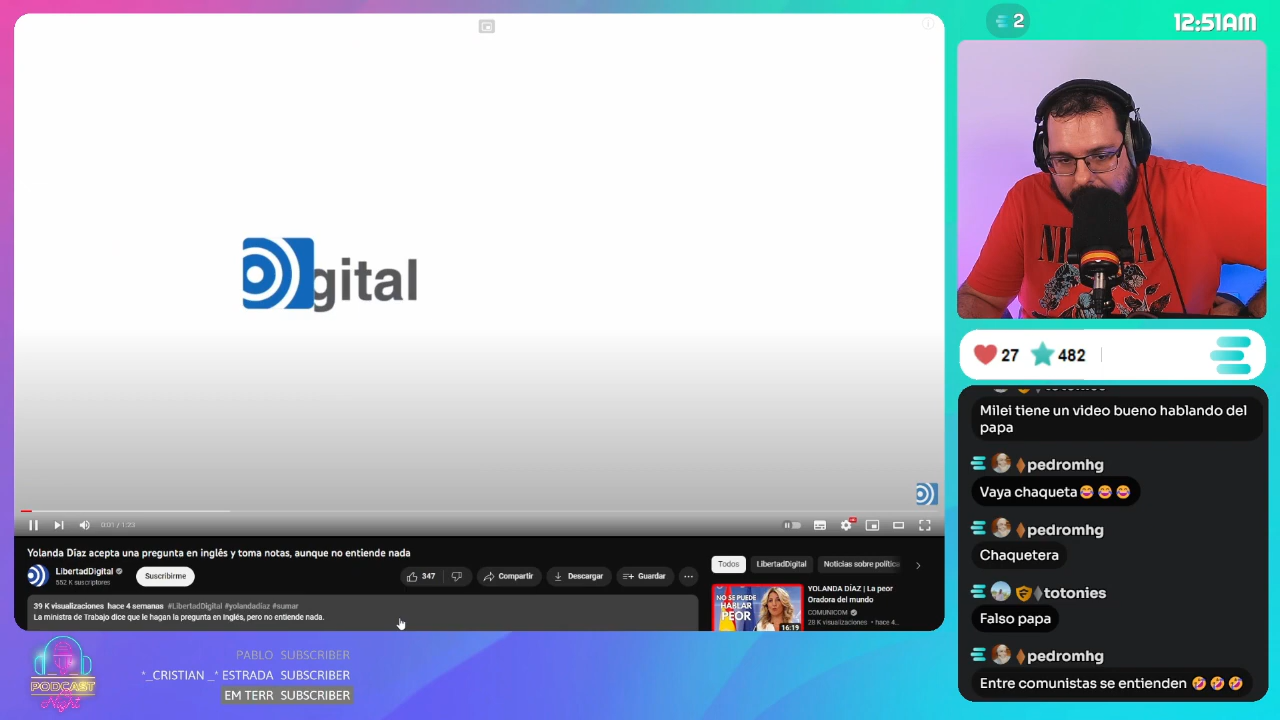 gital
0:01 / 1:23
Yolanda Díaz acepta una pregunta en inglés y toma notas, aunque no entiende nada
LibertadDigital
552 K suscriptores
Suscribirme
347
Compartir
Descargar
Guardar
39 K visualizaciones hace 4 semanas #LibertadDigital #yolandadíaz #sumar
La ministra de Trabajo dice que le hagan la pregunta en Inglés, pero no entiende nada.
Todos
LibertadDigital
Noticias sobre política
NO SE PUEDE
HABLAR
PEOR
16:19
YOLANDA DÍAZ | La peor
Oradora del mundo
COMUNICOM
28 K visualizaciones • hace 4...
PODCAST
Night
PABLO SUBSCRIBER
*_CRISTIAN_* ESTRADA SUBSCRIBER
EM TERR SUBSCRIBER
2
12:51AM
27
482
Milei tiene un video bueno hablando del
papa
pedromhg
Vaya chaqueta😂😂😂
pedromhg
Chaquetera
totonies
Falso papa
pedromhg
Entre comunistas se entienden 🤣🤣🤣